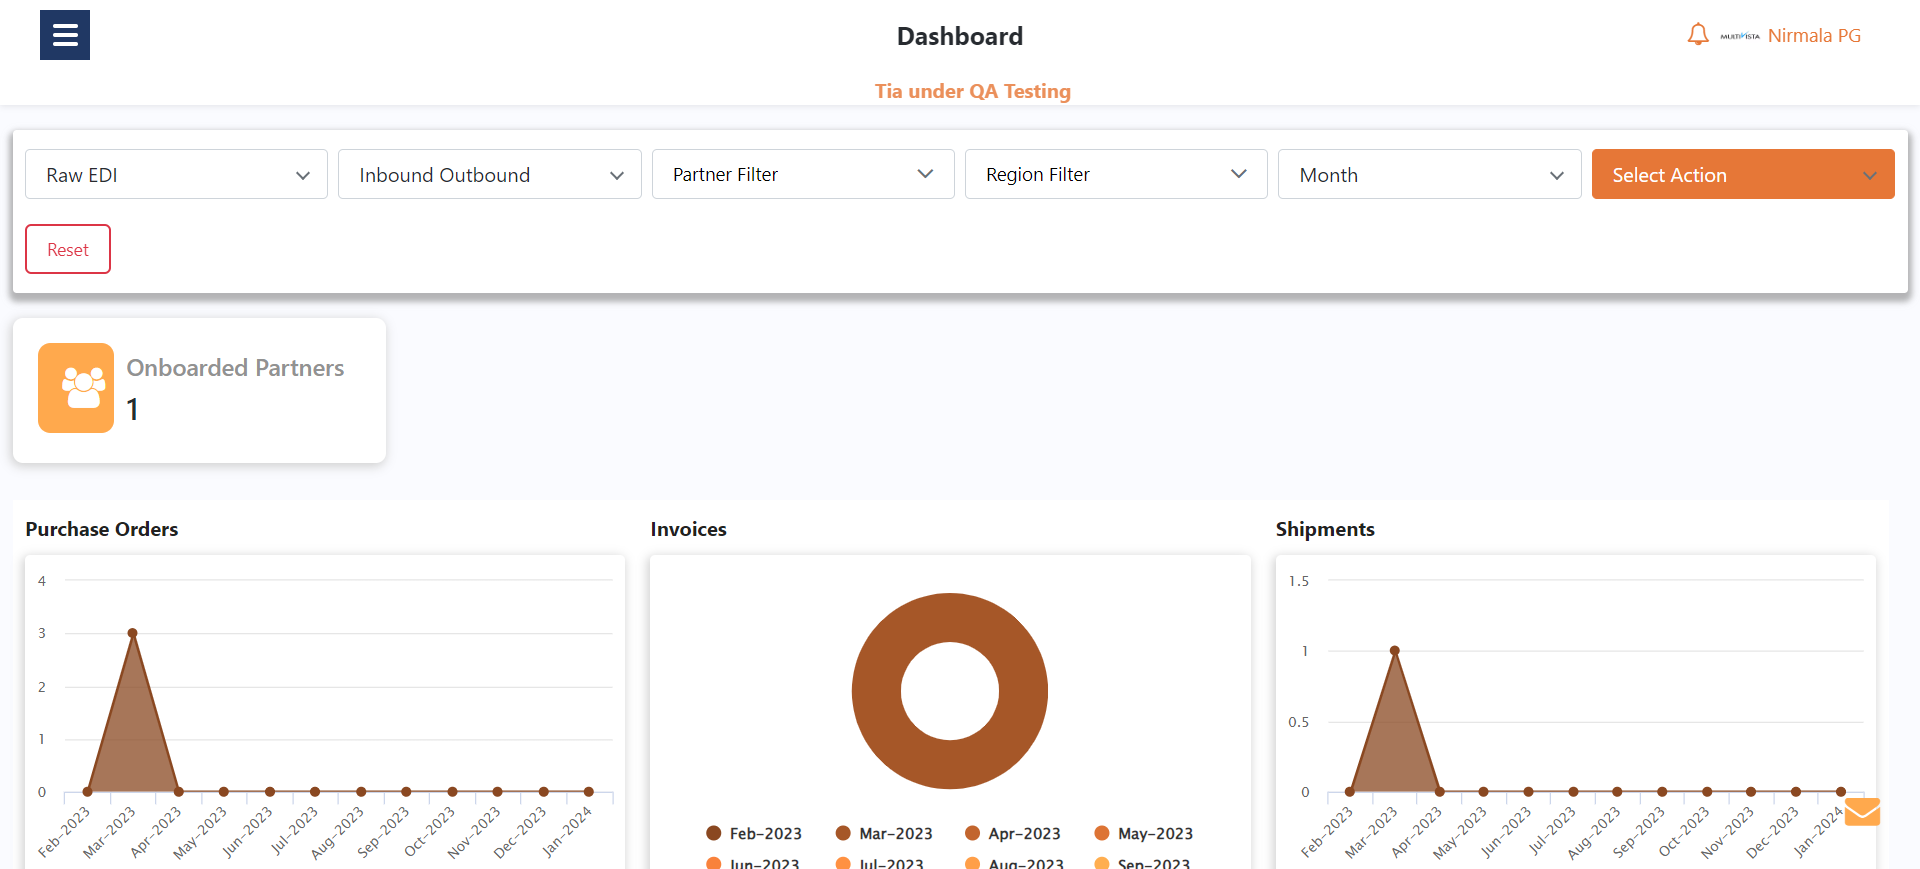 Dashboard
MULTIVISTA Nirmala PG
Tia under QA Testing
Raw EDI
Inbound Outbound
Partner Filter
Region Filter
Month
Select Action
Reset
Onboarded Partners
1
Purchase Orders
4
3
2
1
0
Feb-2023
Mar-2023
Apr-2023
May-2023
Jun-2023
Jul-2023
Aug-2023
Sep-2023
Oct-2023
Nov-2023
Dec-2023
Jan-2024
Invoices
Feb-2023 Mar-2023 Apr-2023 May-2023
Jun-2023 Jul-2023 Aug-2023 Sep-2023
Shipments
1.5
1
0.5
0
Feb-2023
Mar-2023
Apr-2023
May-2023
Jun-2023
Jul-2023
Aug-2023
Sep-2023
Oct-2023
Nov-2023
Dec-2023
Jan-2024